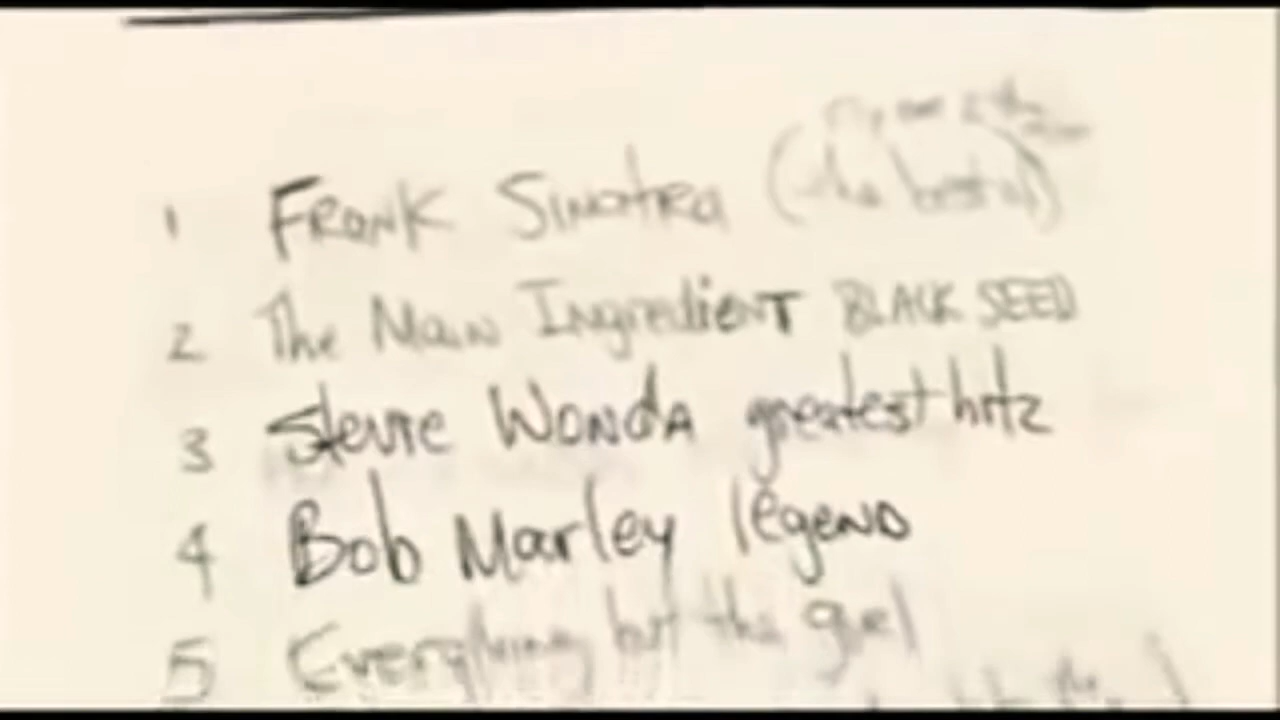 1 Frank Sinatra (the best of)
2 The Main Ingredient BLACK SEED
3 Stevie Wonda greatest hitz
4 Bob Marley legend
5 Everything but the girl